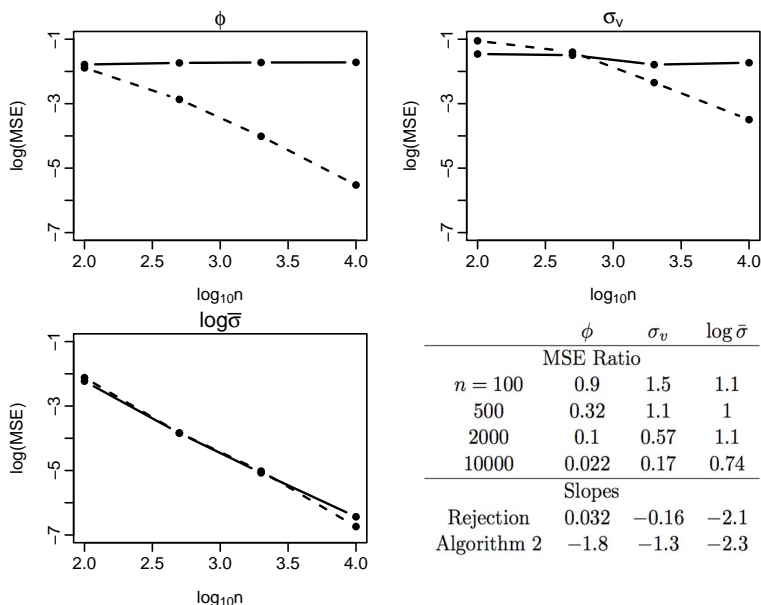 ϕ
log(MSE)
−1
−3
−5
−7
2.0 2.5 3.0 3.5 4.0
log10n
σv
log(MSE)
−1
−3
−5
−7
2.0 2.5 3.0 3.5 4.0
log10n
logσ̅
log(MSE)
−1
−3
−5
−7
2.0 2.5 3.0 3.5 4.0
log10n
ϕ σv log σ̄
MSE Ratio
n = 100 0.9 1.5 1.1
500 0.32 1.1 1
2000 0.1 0.57 1.1
10000 0.022 0.17 0.74
Slopes
Rejection 0.032 −0.16 −2.1
Algorithm 2 −1.8 −1.3 −2.3